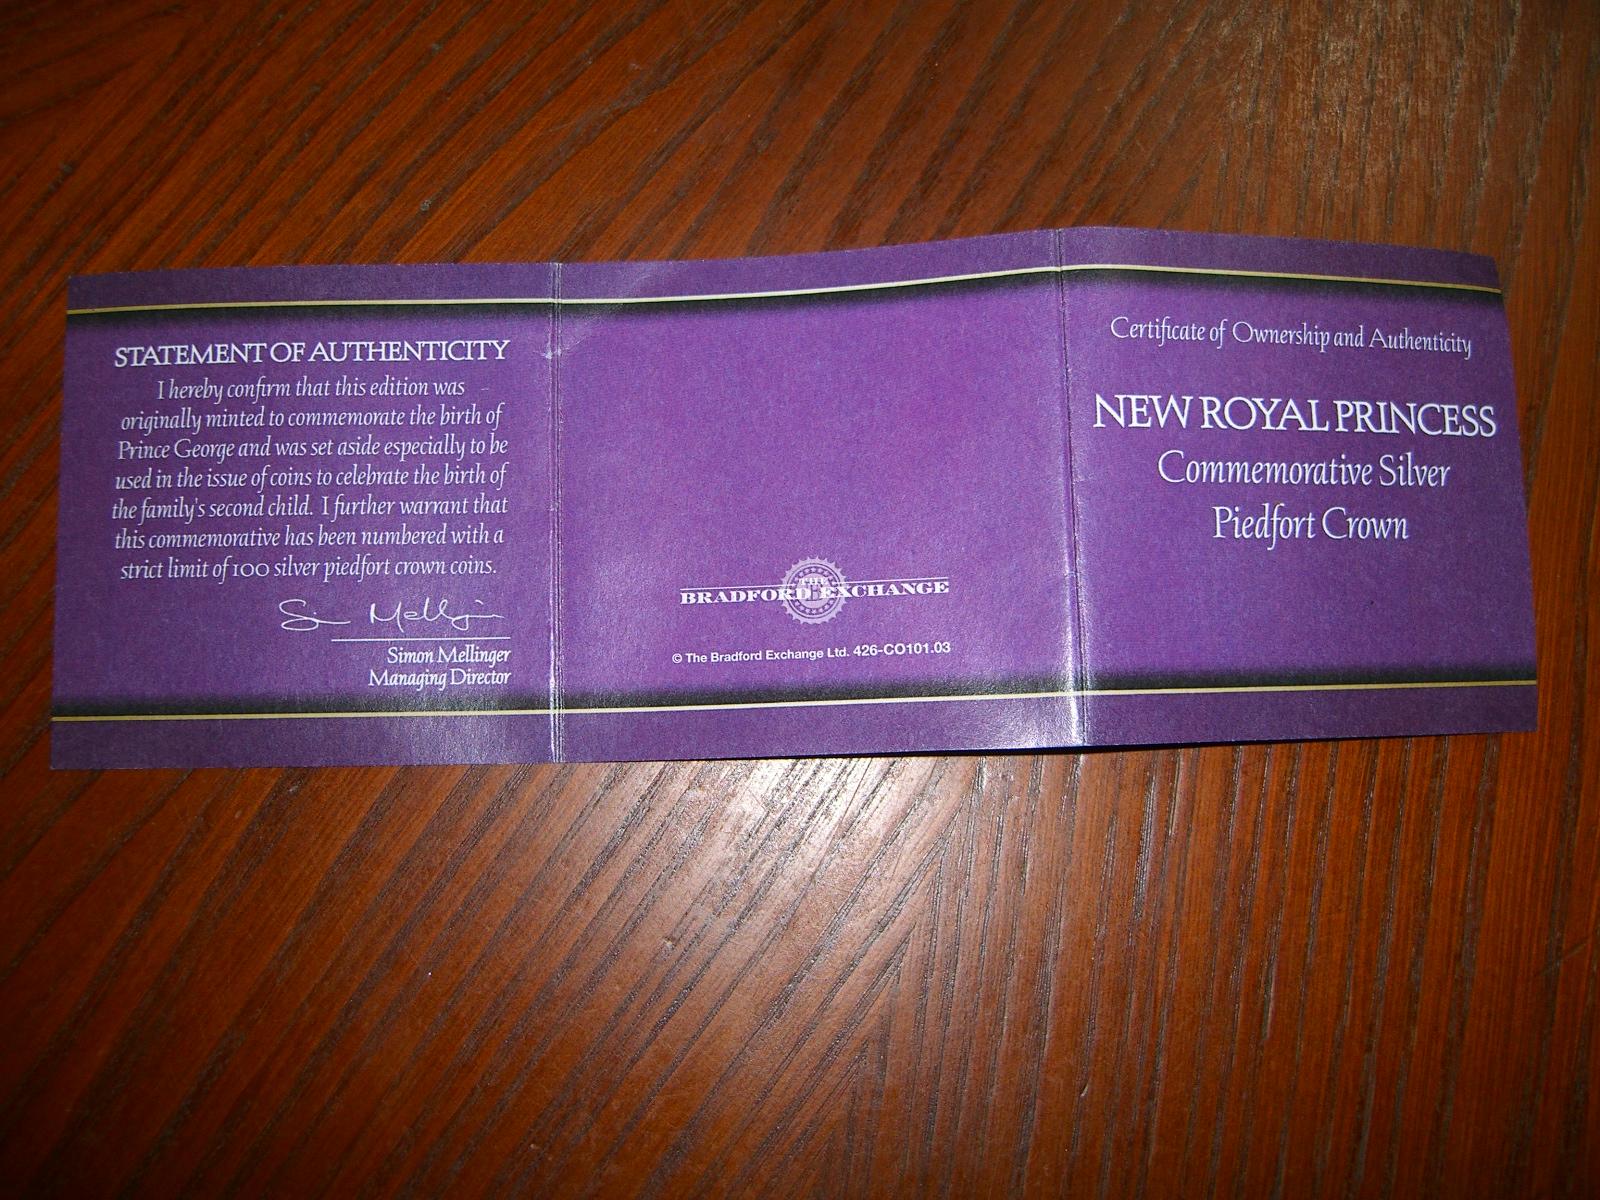 STATEMENT OF AUTHENTICITY
I hereby confirm that this edition was
originally minted to commemorate the birth of
Prince George and was set aside especially to be
used in the issue of coins to celebrate the birth of
the family's second child. I further warrant that
this commemorative has been numbered with a
strict limit of 100 silver piedfort crown coins.
Simon Mellinger
Managing Director
THE
BRADFORD EXCHANGE
© The Bradford Exchange Ltd. 426-CO101.03
Certificate of Ownership and Authenticity
NEW ROYAL PRINCESS
Commemorative Silver
Piedfort Crown